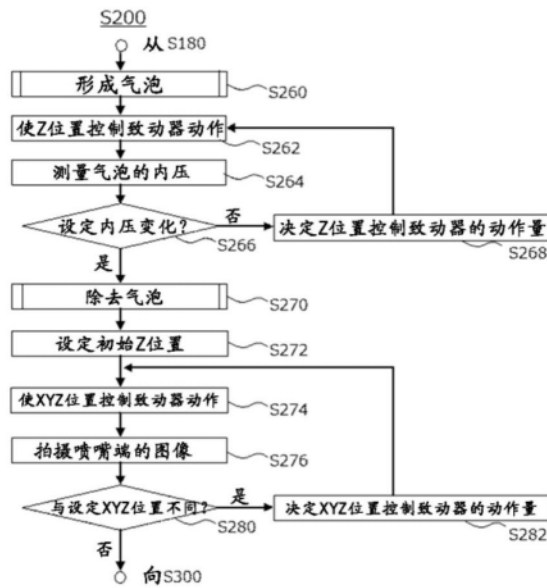 S200
从S180
形成气泡
S260
使Z位置控制致动器动作
S262
测量气泡的内压
S264
设定内压变化?
否
决定Z位置控制致动器的动作量
S266
S268
是
除去气泡
S270
设定初始Z位置
S272
使XYZ位置控制致动器动作
S274
拍摄喷嘴端的图像
S276
与设定XYZ位置不同?
是
决定XYZ位置控制致动器的动作量
S280
S282
否
向S300